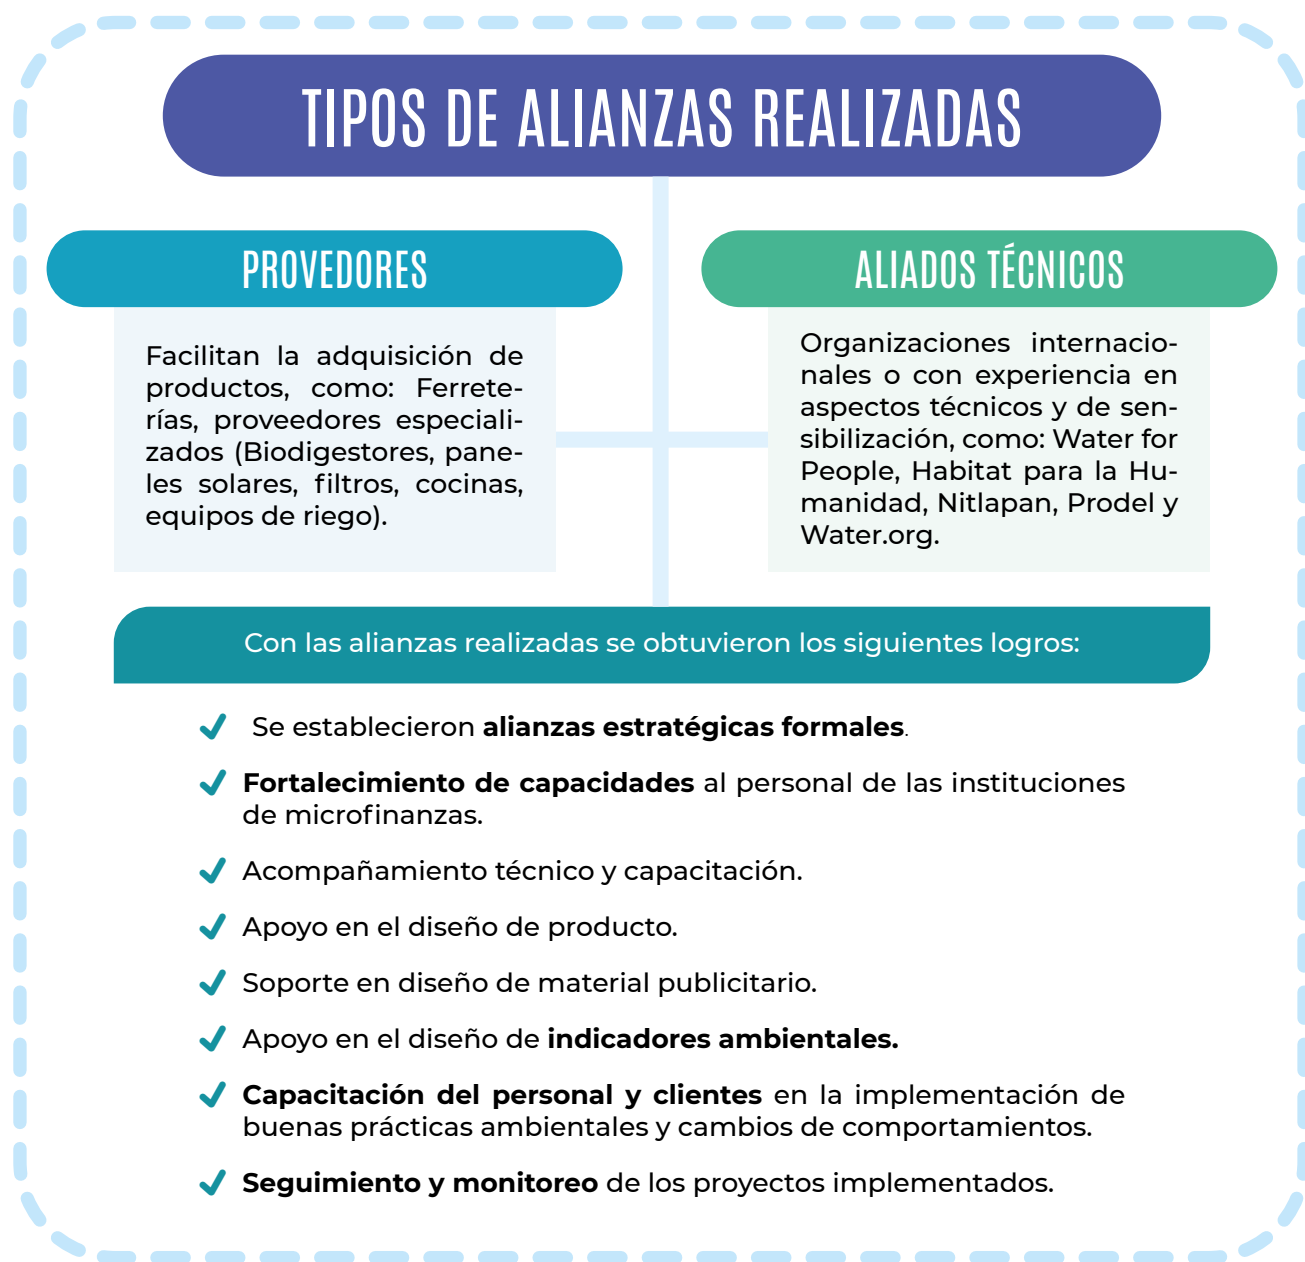 TIPOS DE ALIANZAS REALIZADAS
PROVEDORES
Facilitan la adquisición de
productos, como: Ferrete-
rías, proveedores especiali-
zados (Biodigestores, pane-
les solares, filtros, cocinas,
equipos de riego).
ALIADOS TÉCNICOS
Organizaciones internacio-
nales o con experiencia en
aspectos técnicos y de sen-
sibilización, como: Water for
People, Habitat para la Hu-
manidad, Nitlapan, Prodel y
Water.org.
Con las alianzas realizadas se obtuvieron los siguientes logros:
Se establecieron alianzas estratégicas formales.
Fortalecimiento de capacidades al personal de las instituciones
de microfinanzas.
Acompañamiento técnico y capacitación.
Apoyo en el diseño de producto.
Soporte en diseño de material publicitario.
Apoyo en el diseño de indicadores ambientales.
Capacitación del personal y clientes en la implementación de
buenas prácticas ambientales y cambios de comportamientos.
Seguimiento y monitoreo de los proyectos implementados.